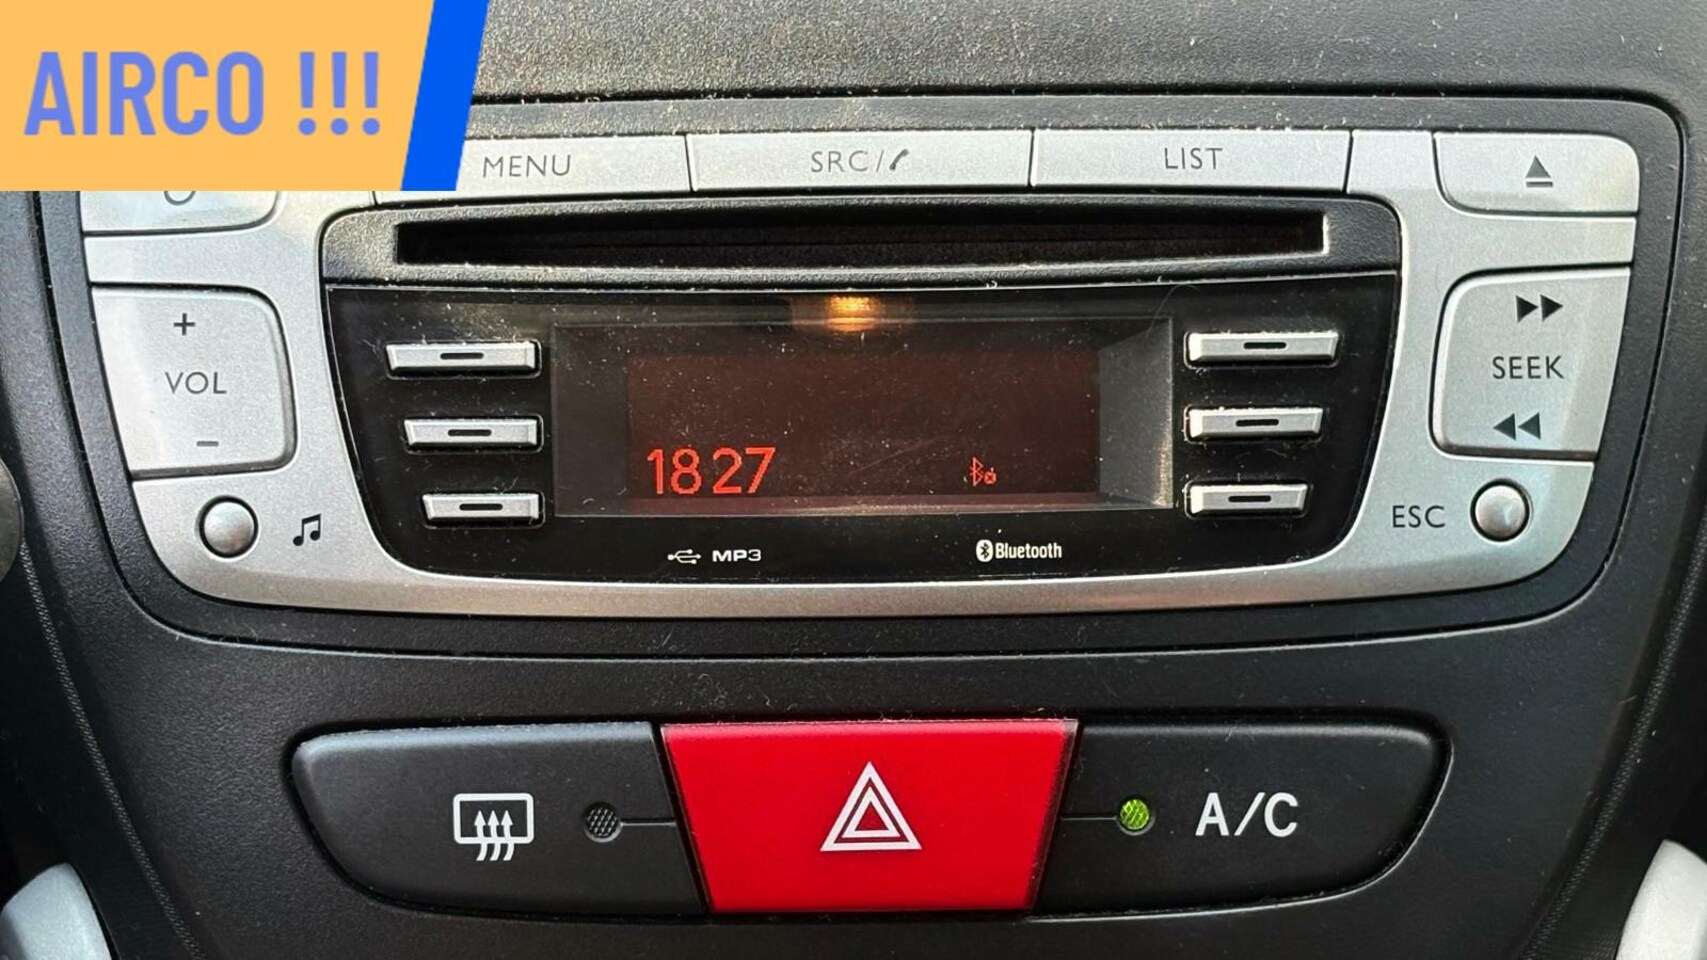 AIRCO !!!
MENU
SRC/
LIST
+
VOL
-
SEEK
18 27
ESC
MP3
Bluetooth
A/C